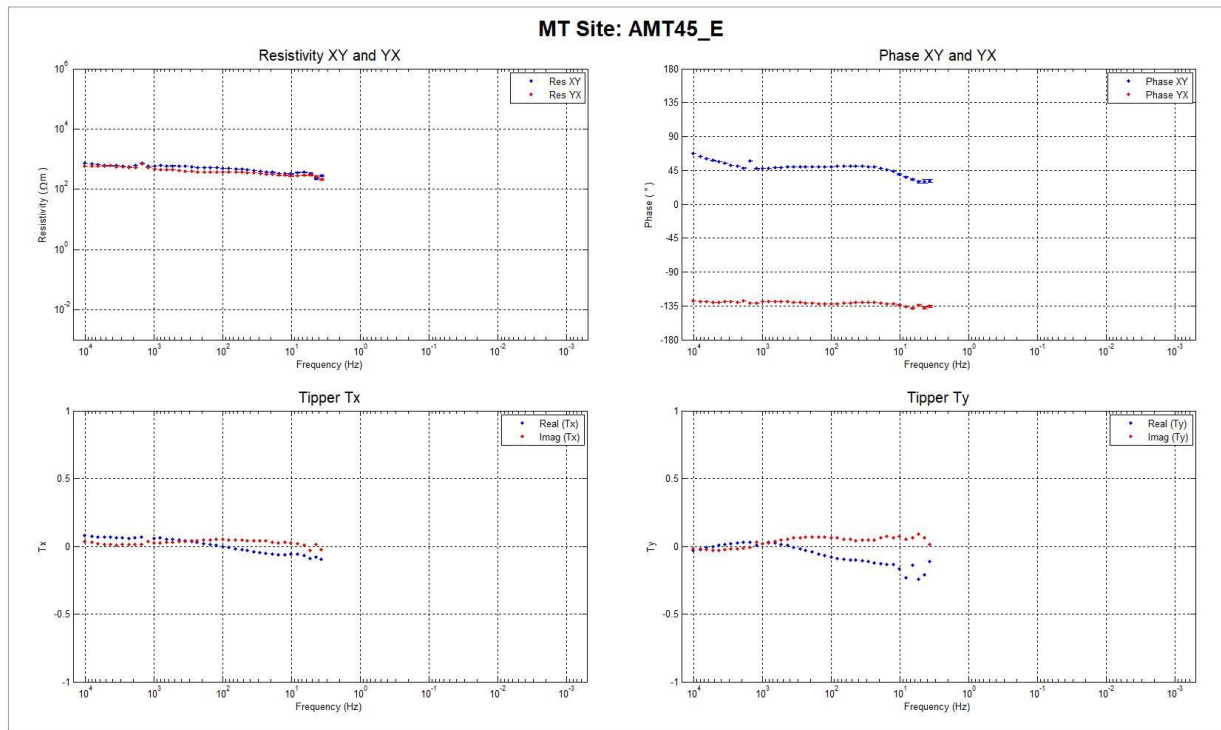 MT Site: AMT45_E
Resistivity XY and YX
Res XY
Res YX
Resistivity (Ωm)
10^6
10^4
10^2
10^0
10^-2
10^4 10^3 10^2 10^1 10^0 10^-1 10^-2 10^-3
Frequency (Hz)
Phase XY and YX
Phase XY
Phase YX
Phase (°)
180
135
90
45
0
-45
-90
-135
-180
10^4 10^3 10^2 10^1 10^0 10^-1 10^-2 10^-3
Frequency (Hz)
Tipper Tx
Real (Tx)
Imag (Tx)
Tx
1
0.5
0
-0.5
-1
10^4 10^3 10^2 10^1 10^0 10^-1 10^-2 10^-3
Frequency (Hz)
Tipper Ty
Real (Ty)
Imag (Ty)
Ty
1
0.5
0
-0.5
-1
10^4 10^3 10^2 10^1 10^0 10^-1 10^-2 10^-3
Frequency (Hz)